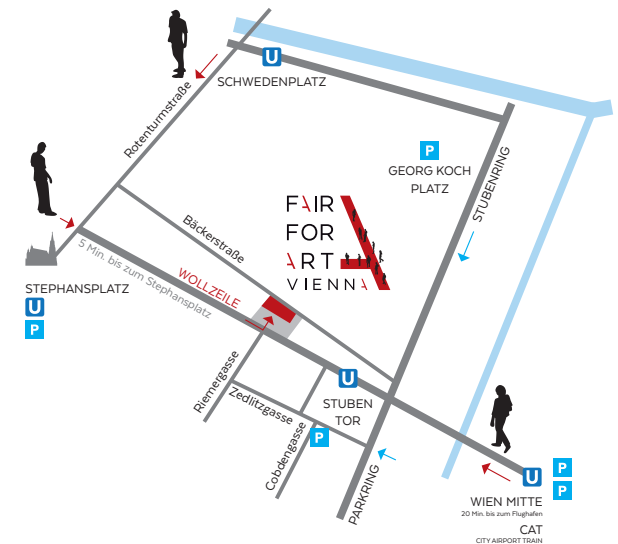 U
SCHWEDENPLATZ
Rotenturmstraße
P
GEORG KOCH
PLATZ
STUBENRING
FAIR
FOR
ART
VIENNA
Bäckerstraße
5 Min. bis zum Stephansplatz
WOLLZEILE
STEPHANSPLATZ
U
P
Riemergasse
Zedlitzgasse
U
STUBEN
TOR
P
Cobdengasse
PARKRING
U
P
P
WIEN MITTE
20 Min. bis zum Flughafen
CAT
CITY AIRPORT TRAIN